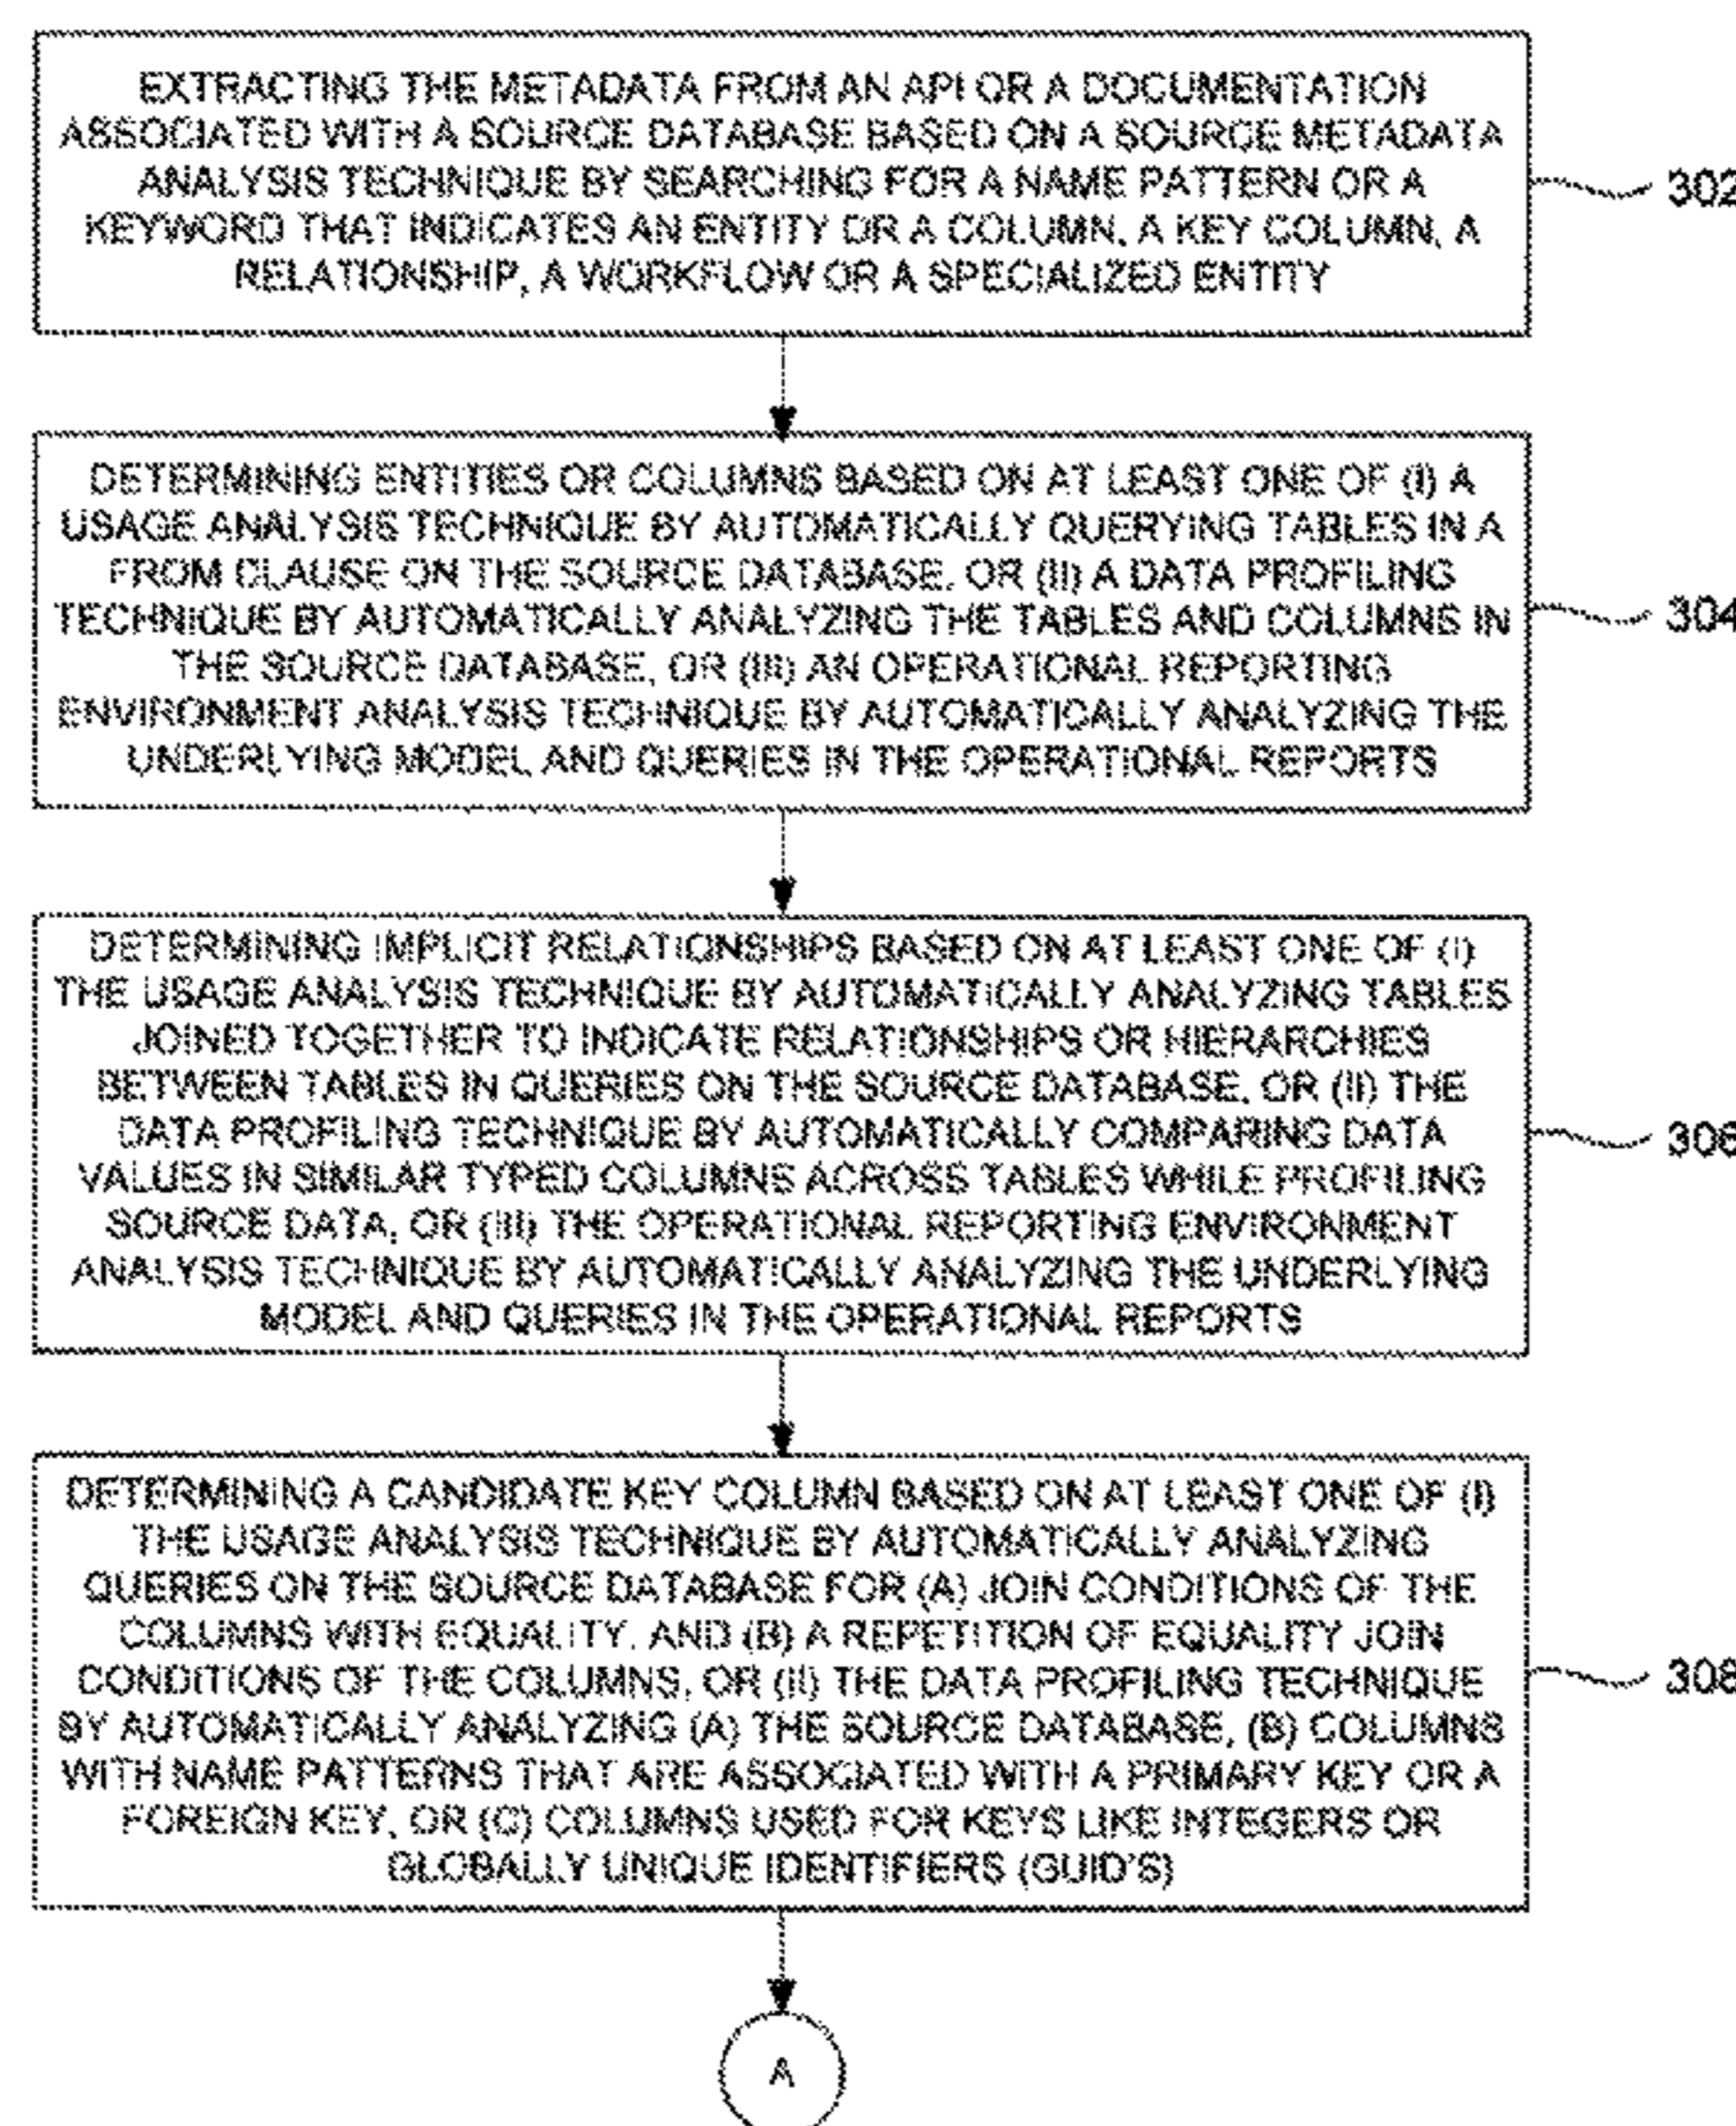 EXTRACTING THE METADATA FROM AN API OR A DOCUMENTATION
ASSOCIATED WITH A SOURCE DATABASE BASED ON A SOURCE METADATA
ANALYSIS TECHNIQUE BY SEARCHING FOR A NAME PATTERN OR A
KEYWORD THAT INDICATES AN ENTITY OR A COLUMN, A KEY COLUMN, A
RELATIONSHIP, A WORKFLOW OR A SPECIALIZED ENTITY
302
DETERMINING ENTITIES OR COLUMNS BASED ON AT LEAST ONE OF (I) A
USAGE ANALYSIS TECHNIQUE BY AUTOMATICALLY QUERYING TABLES IN A
FROM CLAUSE ON THE SOURCE DATABASE, OR (II) A DATA PROFILING
TECHNIQUE BY AUTOMATICALLY ANALYZING THE TABLES AND COLUMNS IN
THE SOURCE DATABASE, OR (III) AN OPERATIONAL REPORTING
ENVIRONMENT ANALYSIS TECHNIQUE BY AUTOMATICALLY ANALYZING THE
UNDERLYING MODEL AND QUERIES IN THE OPERATIONAL REPORTS
304
DETERMINING IMPLICIT RELATIONSHIPS BASED ON AT LEAST ONE OF (I)
THE USAGE ANALYSIS TECHNIQUE BY AUTOMATICALLY ANALYZING TABLES
JOINED TOGETHER TO INDICATE RELATIONSHIPS OR HIERARCHIES
BETWEEN TABLES IN QUERIES ON THE SOURCE DATABASE, OR (II) THE
DATA PROFILING TECHNIQUE BY AUTOMATICALLY COMPARING DATA
VALUES IN SIMILAR TYPED COLUMNS ACROSS TABLES WHILE PROFILING
SOURCE DATA, OR (III) THE OPERATIONAL REPORTING ENVIRONMENT
ANALYSIS TECHNIQUE BY AUTOMATICALLY ANALYZING THE UNDERLYING
MODEL AND QUERIES IN THE OPERATIONAL REPORTS
306
DETERMINING A CANDIDATE KEY COLUMN BASED ON AT LEAST ONE OF (I)
THE USAGE ANALYSIS TECHNIQUE BY AUTOMATICALLY ANALYZING
QUERIES ON THE SOURCE DATABASE FOR (A) JOIN CONDITIONS OF THE
COLUMNS WITH EQUALITY, AND (B) A REPETITION OF EQUALITY JOIN
CONDITIONS OF THE COLUMNS, OR (II) THE DATA PROFILING TECHNIQUE
BY AUTOMATICALLY ANALYZING (A) THE SOURCE DATABASE, (B) COLUMNS
WITH NAME PATTERNS THAT ARE ASSOCIATED WITH A PRIMARY KEY OR A
FOREIGN KEY, OR (C) COLUMNS USED FOR KEYS LIKE INTEGERS OR
GLOBALLY UNIQUE IDENTIFIERS (GUID'S)
308
A